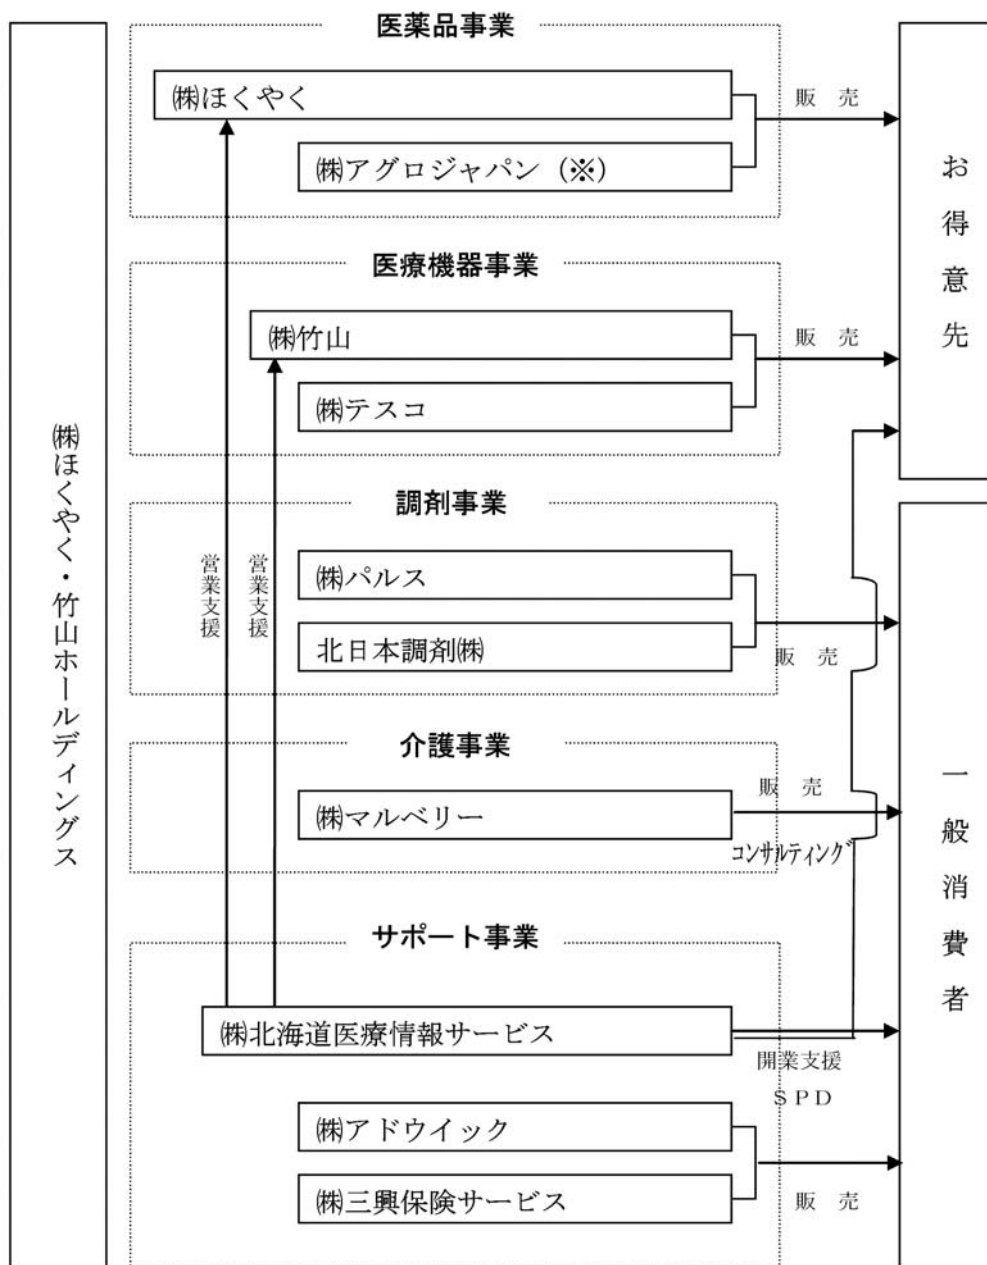 ㈱ほくやく・竹山ホールディングス
医薬品事業
㈱ほくやく
㈱アグロジャパン（※）
販　売
医療機器事業
㈱竹山
㈱テスコ
販　売
お得意先
調剤事業
㈱パルス
北日本調剤㈱
販　売
営業支援
営業支援
介護事業
㈱マルベリー
販　売
コンサルティング
一般消費者
サポート事業
㈱北海道医療情報サービス
開業支援
ＳＰＤ
㈱アドウイック
㈱三興保険サービス
販　売